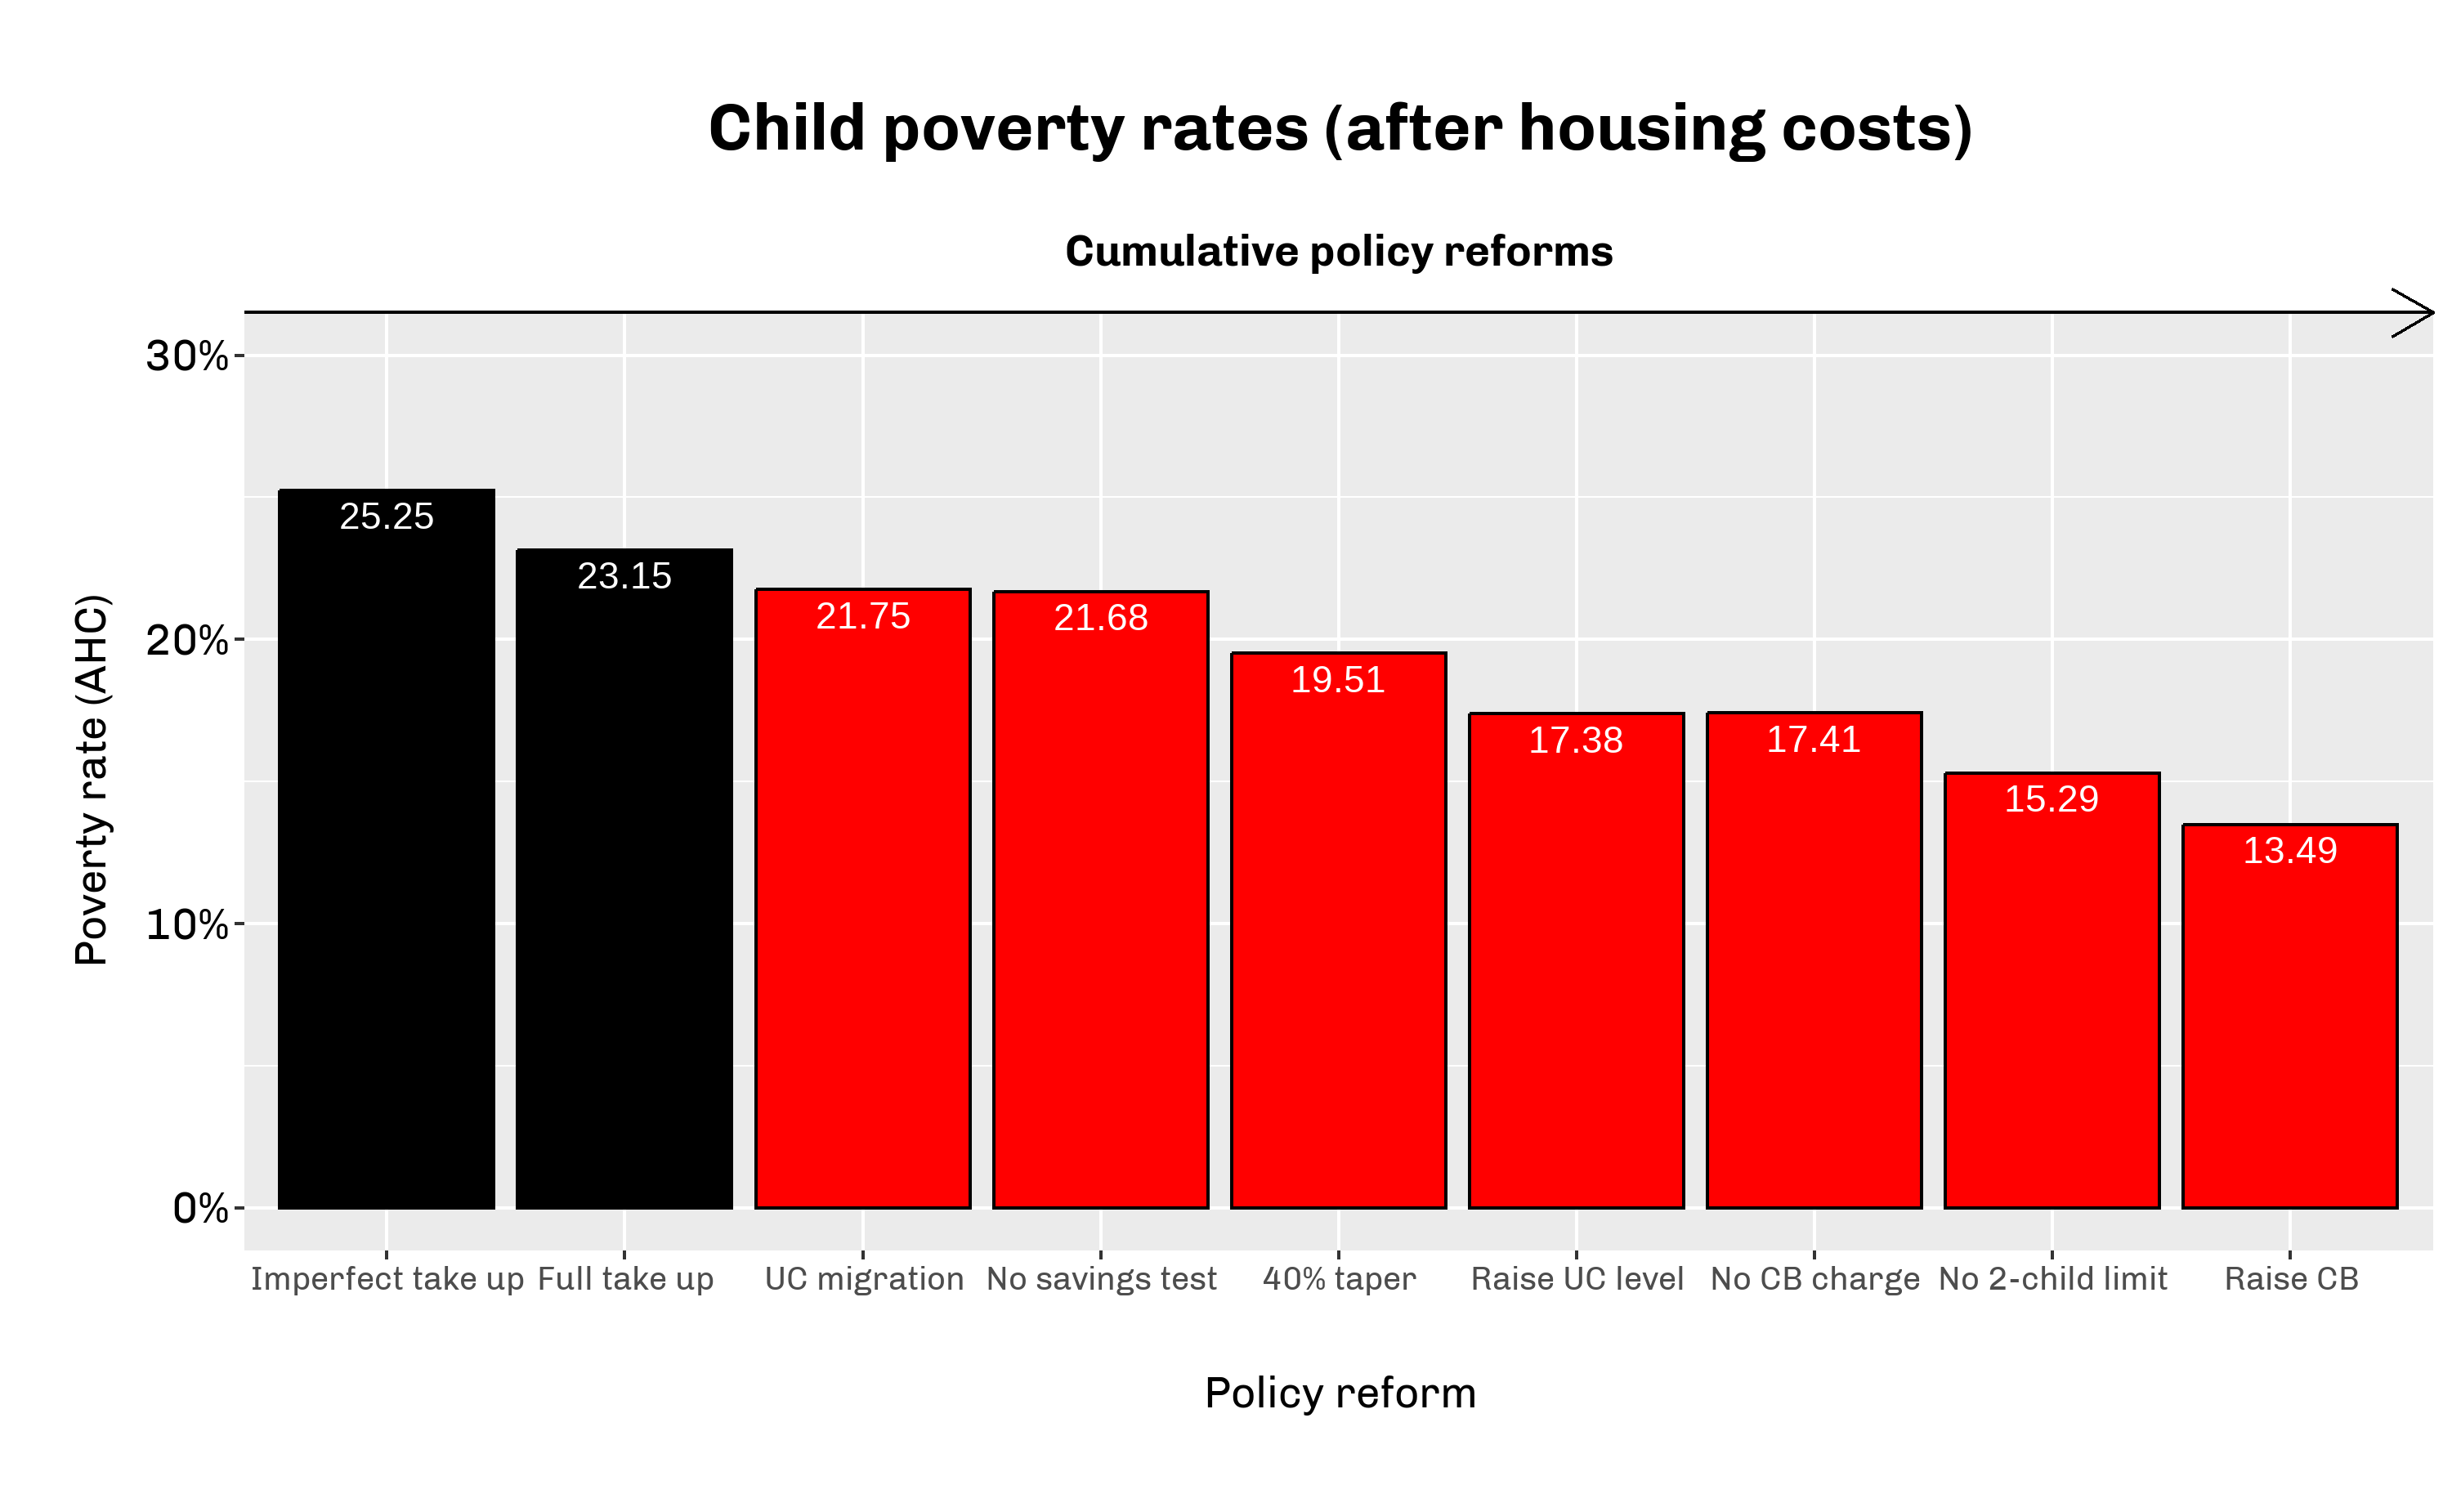 Child poverty rates (after housing costs)
Cumulative policy reforms
30%
20%
10%
0%
Poverty rate (AHC)
25.25
23.15
21.75
21.68
19.51
17.38
17.41
15.29
13.49
Imperfect take up
Full take up
UC migration
No savings test
40% taper
Raise UC level
No CB charge
No 2-child limit
Raise CB
Policy reform